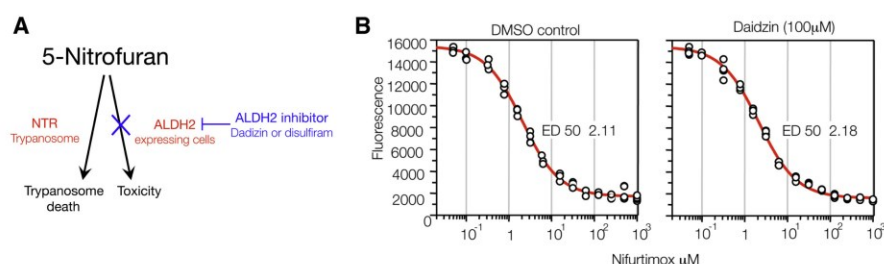 A
5-Nitrofuran
NTR
Trypanosome
ALDH2
expressing cells
ALDH2 inhibitor
Dadizin or disulfiram
Trypanosome
death
Toxicity
B
DMSO control
Daidzin (100µM)
Fluorescence
16000
14000
12000
10000
8000
6000
4000
2000
0
ED 50 2.11
ED 50 2.18
10-1 1 101 102 103
10-1 1 101 102 103
Nifurtimox µM